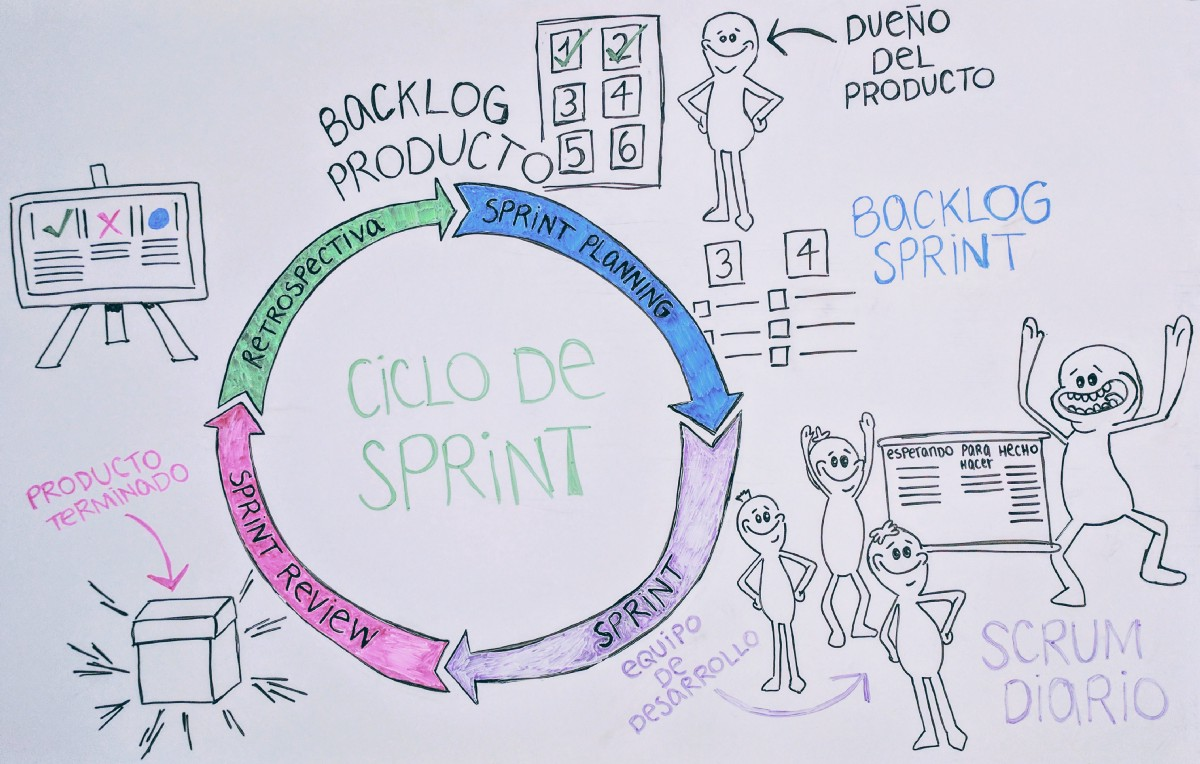 BACKLOG
PRODUCTO
1 2
3 4
5 6
DUEÑO
DEL
PRODUCTO
SPRINT PLANNING
BACKLOG
SPRINT
3 4
RETROSPECTIVA
CICLO DE
SPRINT
esperando PARA HECHO
HACER
SPRINT
EQUIPO
DE
DESARROLLO
SCRUM
DIARIO
SPRINT REVIEW
PRODUCTO
TERMINADO